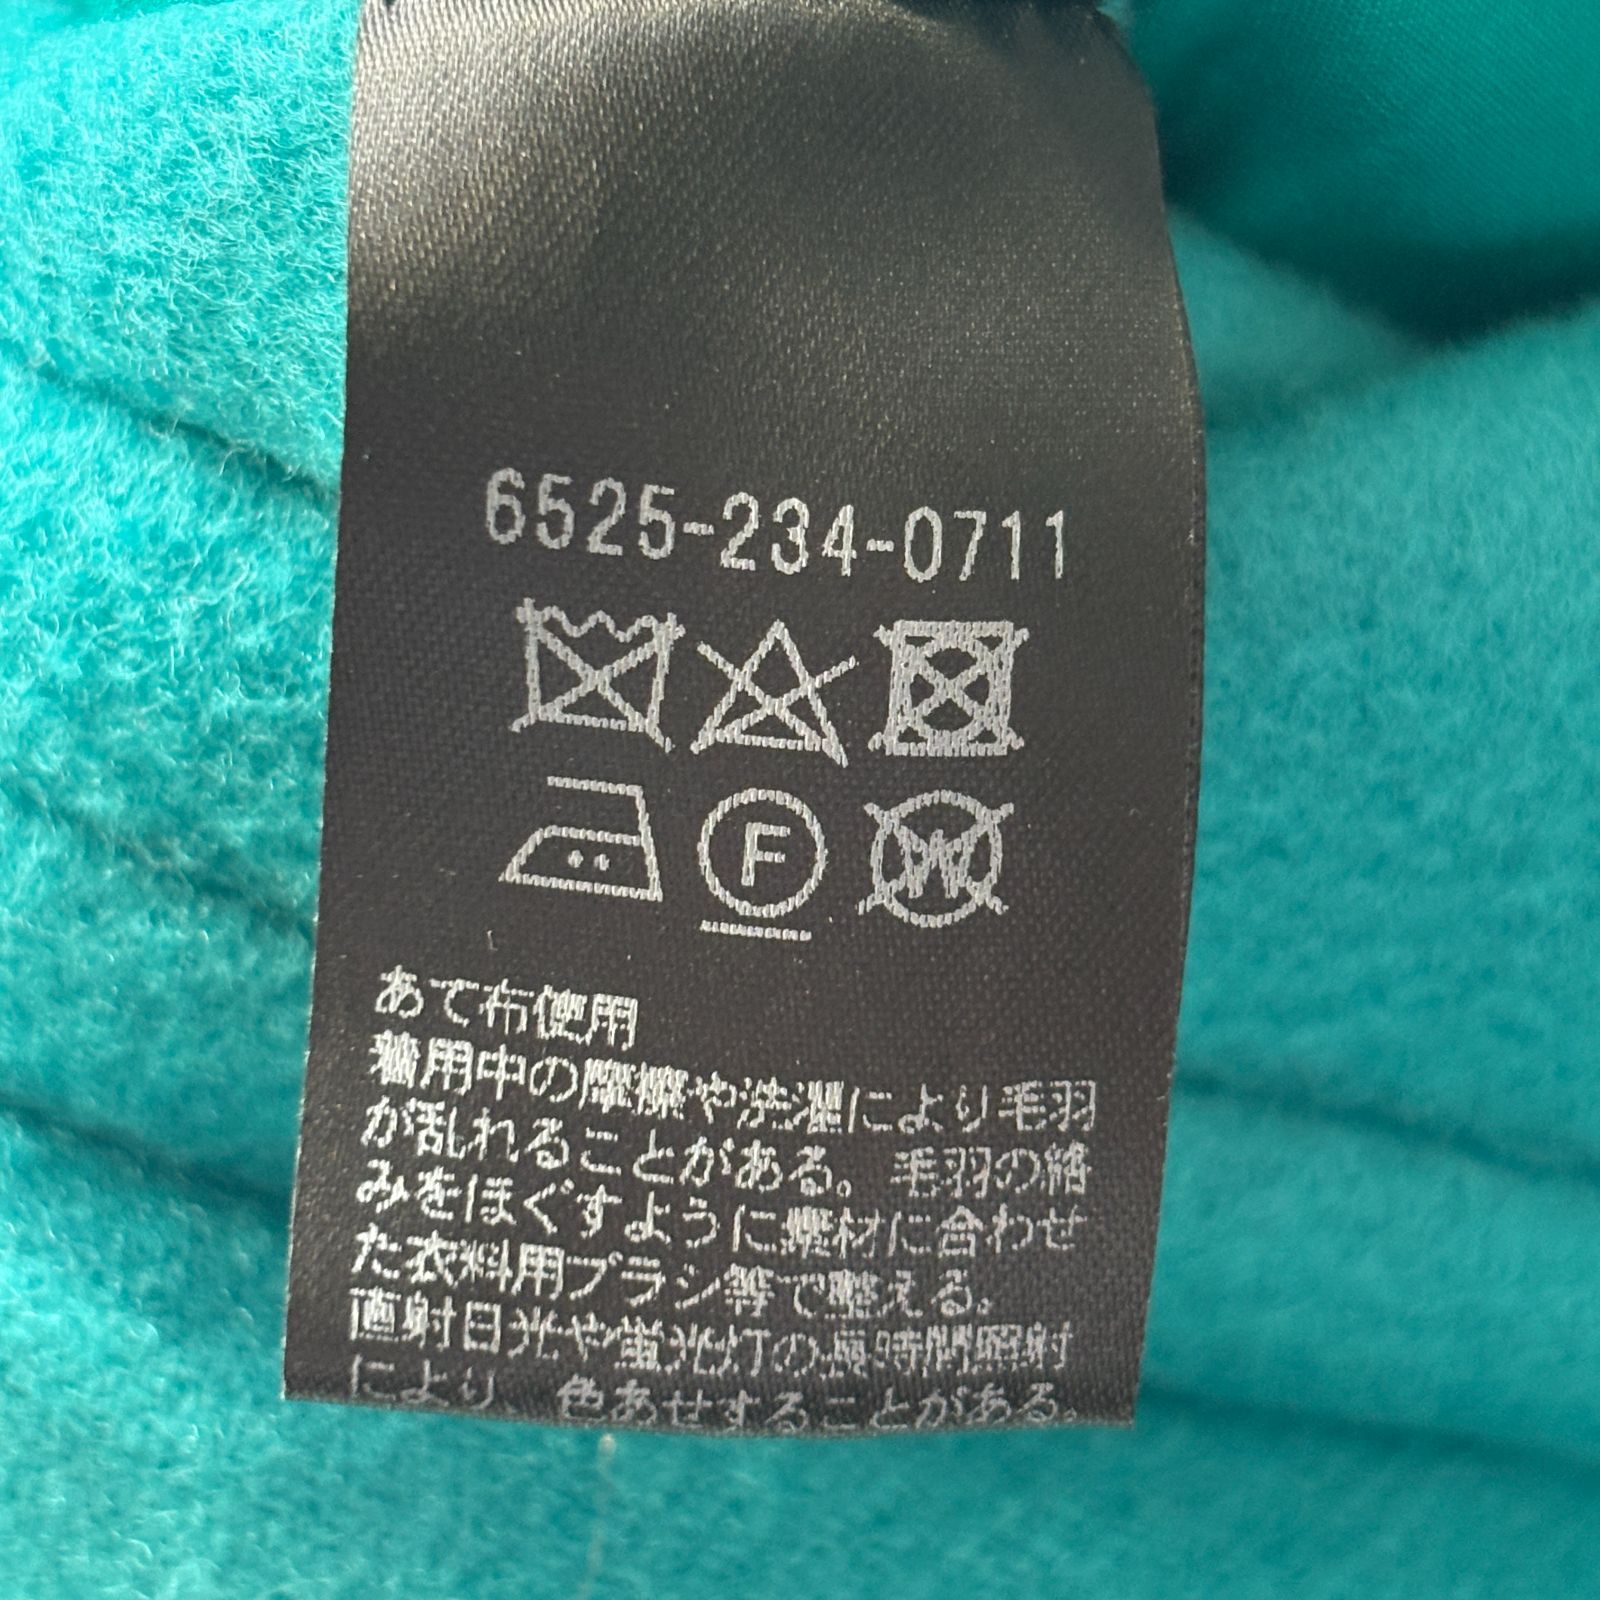 6525-234-0711
F
W
あて布使用
着用中の摩擦や洗濯により毛羽
が乱れることがある。毛羽の絡
みをほぐすように素材に合わせ
た衣料用ブラシ等で整える。
直射日光や蛍光灯の長時間照射
により、色あせすることがある。